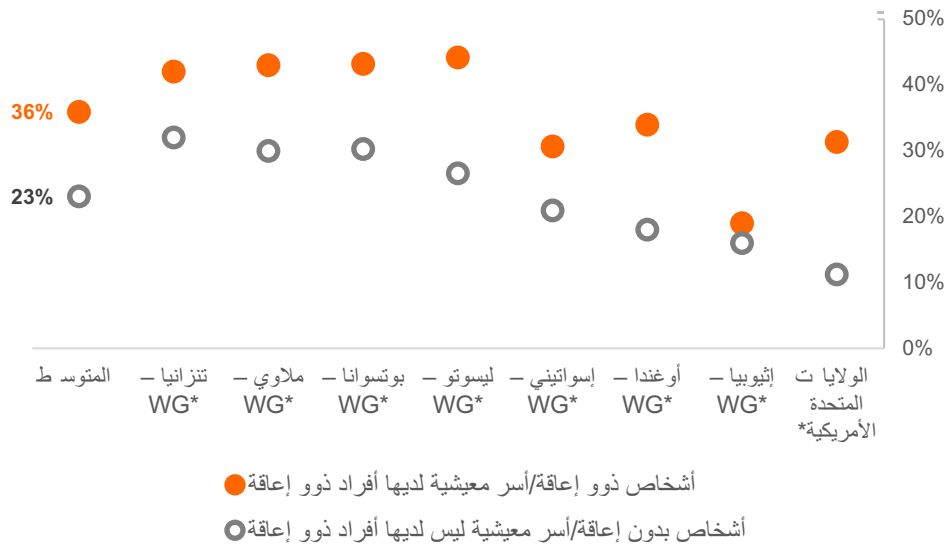 50%
40%
30%
20%
10%
0%
36%
23%
الولايات المتحدة الأمريكية*
إثيوبيا – WG*
أوغندا – WG*
إسواتيني – WG*
ليسوتو – WG*
بوتسوانا – WG*
ملاوي – WG*
تنزانيا – WG*
المتوسط
أشخاص ذوو إعاقة/أسر معيشية لديها أفراد ذوو إعاقة
أشخاص بدون إعاقة/أسر معيشية ليس لديها أفراد ذوو إعاقة